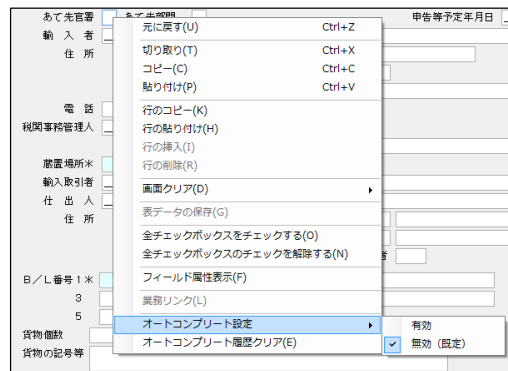 あて先官署 あて先部門 申告等予定年月日
輸入者
住所
電話
税関事務管理人
蔵置場所※
輸入取引者
仕出人
住所
B/L番号1※
3
5
貨物個数
貨物の記号等
元に戻す(U) Ctrl+Z
切り取り(T) Ctrl+X
コピー(C) Ctrl+C
貼り付け(P) Ctrl+V
行のコピー(K)
行の貼り付け(H)
行の挿入(I)
行の削除(R)
画面クリア(D)
表データの保存(G)
全チェックボックスをチェックする(O)
全チェックボックスのチェックを解除する(N)
フィールド属性表示(F)
業務リンク(L)
オートコンプリート設定
オートコンプリート履歴クリア(E)
有効
無効（既定）